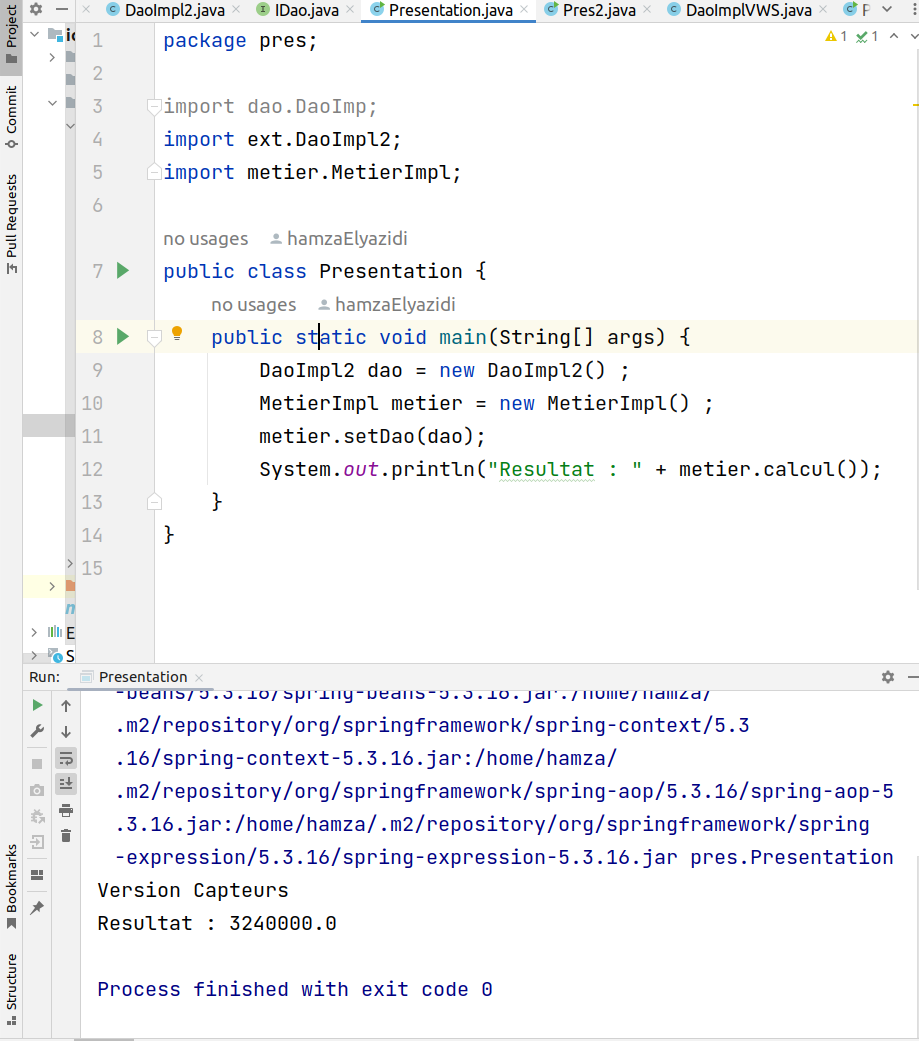 Project
Commit
Pull Requests
Bookmarks
Structure
DaoImpl2.java
IDao.java
Presentation.java
Pres2.java
DaoImplVWS.java
P
1 package pres;
2
3 import dao.DaoImp;
4 import ext.DaoImpl2;
5 import metier.MetierImpl;
6
no usages hamzaElyazidi
7 public class Presentation {
no usages hamzaElyazidi
8 public static void main(String[] args) {
9 DaoImpl2 dao = new DaoImpl2() ;
10 MetierImpl metier = new MetierImpl() ;
11 metier.setDao(dao);
12 System.out.println("Resultat : " + metier.calcul());
13 }
14 }
15
1 1
E
S
Run: Presentation
-beans/5.3.16/spring-beans-5.3.16.jar:/home/hamza/
.m2/repository/org/springframework/spring-context/5.3
.16/spring-context-5.3.16.jar:/home/hamza/
.m2/repository/org/springframework/spring-aop/5.3.16/spring-aop-5
.3.16.jar:/home/hamza/.m2/repository/org/springframework/spring
-expression/5.3.16/spring-expression-5.3.16.jar pres.Presentation
Version Capteurs
Resultat : 3240000.0
Process finished with exit code 0